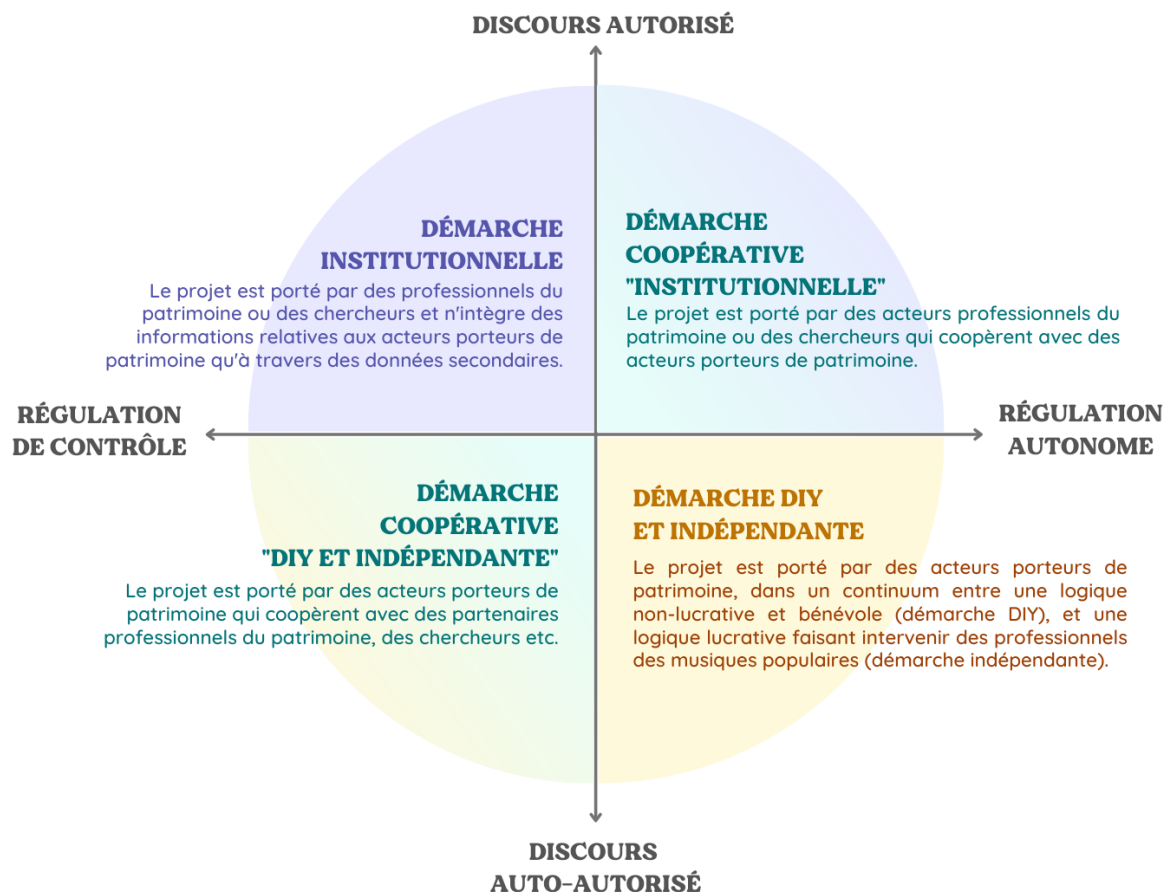 DISCOURS AUTORISÉ
DÉMARCHE
INSTITUTIONNELLE
Le projet est porté par des professionnels du
patrimoine ou des chercheurs et n'intègre des
informations relatives aux acteurs porteurs de
patrimoine qu'à travers des données secondaires.
DÉMARCHE
COOPÉRATIVE
"INSTITUTIONNELLE"
Le projet est porté par des acteurs professionnels du
patrimoine ou des chercheurs qui coopèrent avec des
acteurs porteurs de patrimoine.
RÉGULATION
DE CONTRÔLE
RÉGULATION
AUTONOME
DÉMARCHE
COOPÉRATIVE
"DIY ET INDÉPENDANTE"
Le projet est porté par des acteurs porteurs de
patrimoine qui coopèrent avec des partenaires
professionnels du patrimoine, des chercheurs etc.
DÉMARCHE DIY
ET INDÉPENDANTE
Le projet est porté par des acteurs porteurs de
patrimoine, dans un continuum entre une logique
non-lucrative et bénévole (démarche DIY), et une
logique lucrative faisant intervenir des professionnels
des musiques populaires (démarche indépendante).
DISCOURS
AUTO-AUTORISÉ